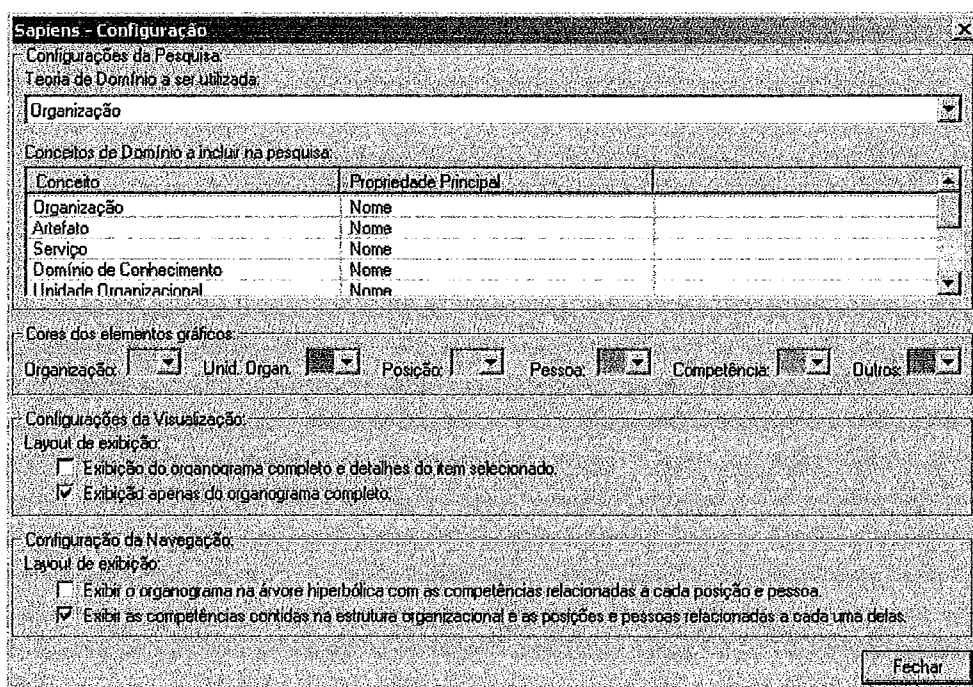 Sapiens - Configuração
Configurações da Pesquisa:
Teoria de Domínio a ser utilizada:
Organização
Conceitos de Domínio a incluir na pesquisa:
Conceito Propriedade Principal
Organização Nome
Artefato Nome
Serviço Nome
Domínio de Conhecimento Nome
Unidade Organizacional Nome
Cores dos elementos gráficos:
Organização: Unid. Organ. Posição: Pessoa: Competência: Outros:
Configurações da Visualização:
Layout de exibição:
Exibição do organograma completo e detalhes do item selecionado.
Exibição apenas do organograma completo.
Configuração da Navegação:
Layout de exibição:
Exibir o organograma na árvore hiperbólica com as competências relacionadas a cada posição e pessoa.
Exibir as competências contidas na estrutura organizacional e as posições e pessoas relacionadas a cada uma delas.
Fechar